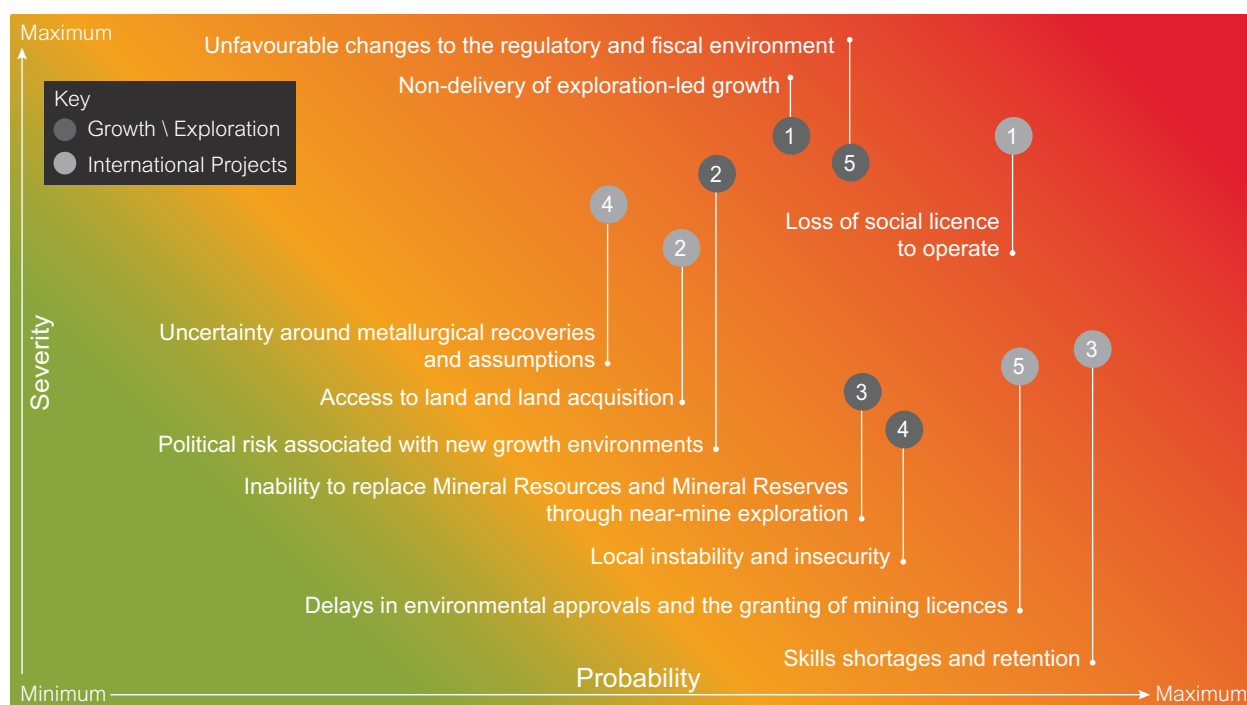 Maximum
Unfavourable changes to the regulatory and fiscal environment
Non-delivery of exploration-led growth
Key
Growth \ Exploration
International Projects
1
1
5
2
4
2
Loss of social licence
to operate
Uncertainty around metallurgical recoveries
and assumptions
3
5
3
4
Access to land and land acquisition
Political risk associated with new growth environments
Inability to replace Mineral Resources and Mineral Reserves
through near-mine exploration
Local instability and insecurity
Delays in environmental approvals and the granting of mining licences
Skills shortages and retention
Severity
Probability
Minimum
Maximum